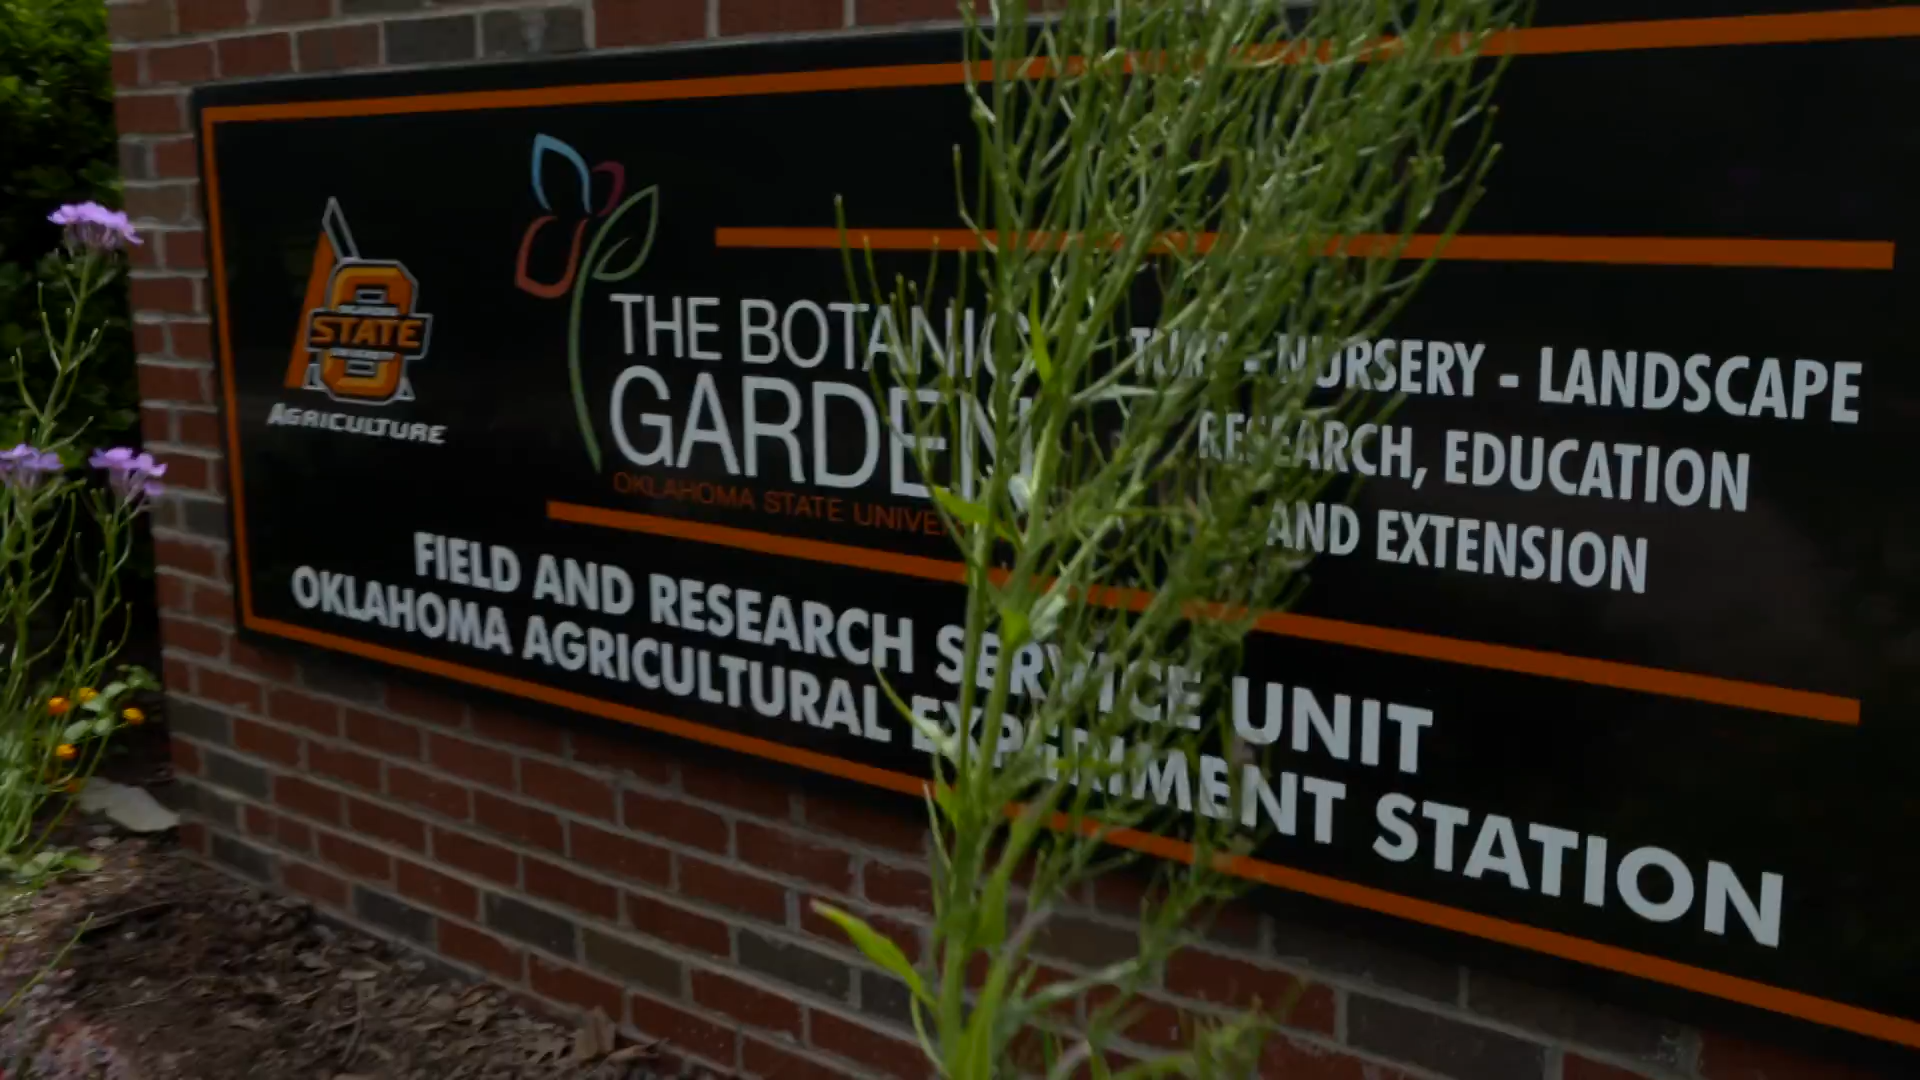 STATE
AGRICULTURE
THE BOTANIC
GARDEN
OKLAHOMA STATE
TURF - NURSERY - LANDSCAPE
RESEARCH, EDUCATION
AND EXTENSION
FIELD AND RESEARCH SERVICE UNIT
OKLAHOMA AGRICULTURAL EXPERIMENT STATION